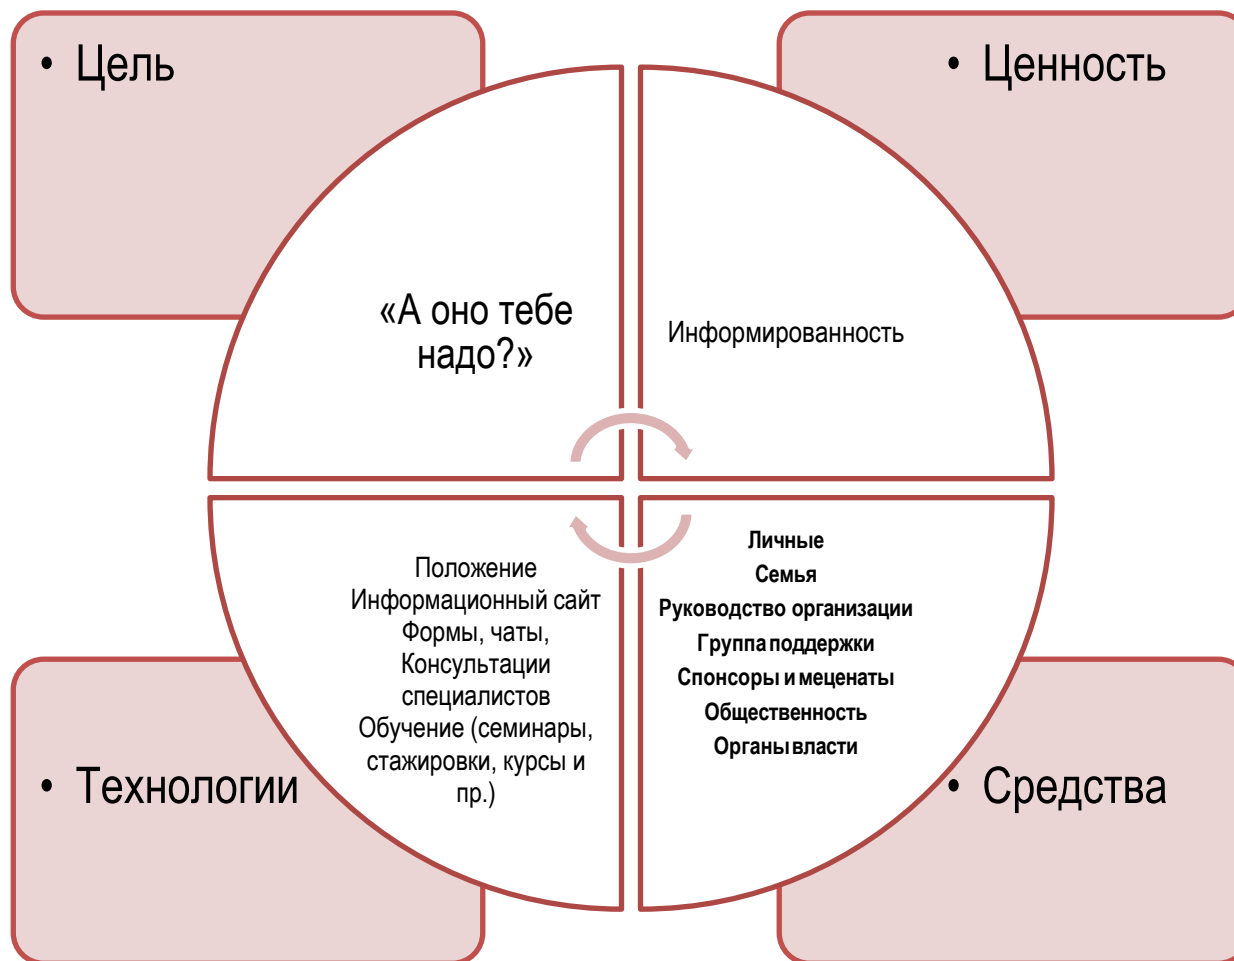 • Цель
• Ценность
«А оно тебе
надо?»
Информированность
Положение
Информационный сайт
Формы, чаты,
Консультации
специалистов
Обучение (семинары,
стажировки, курсы и
пр.)
Личные
Семья
Руководство организации
Группа поддержки
Спонсоры и меценаты
Общественность
Органы власти
• Технологии
• Средства